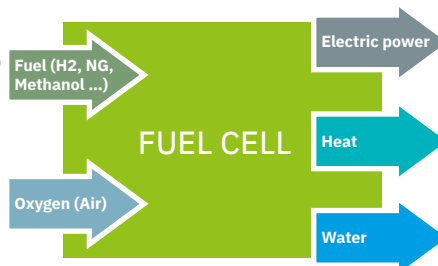 Electric power
Fuel (H2, NG,
Methanol ...)
FUEL CELL
Heat
Oxygen (Air)
Water